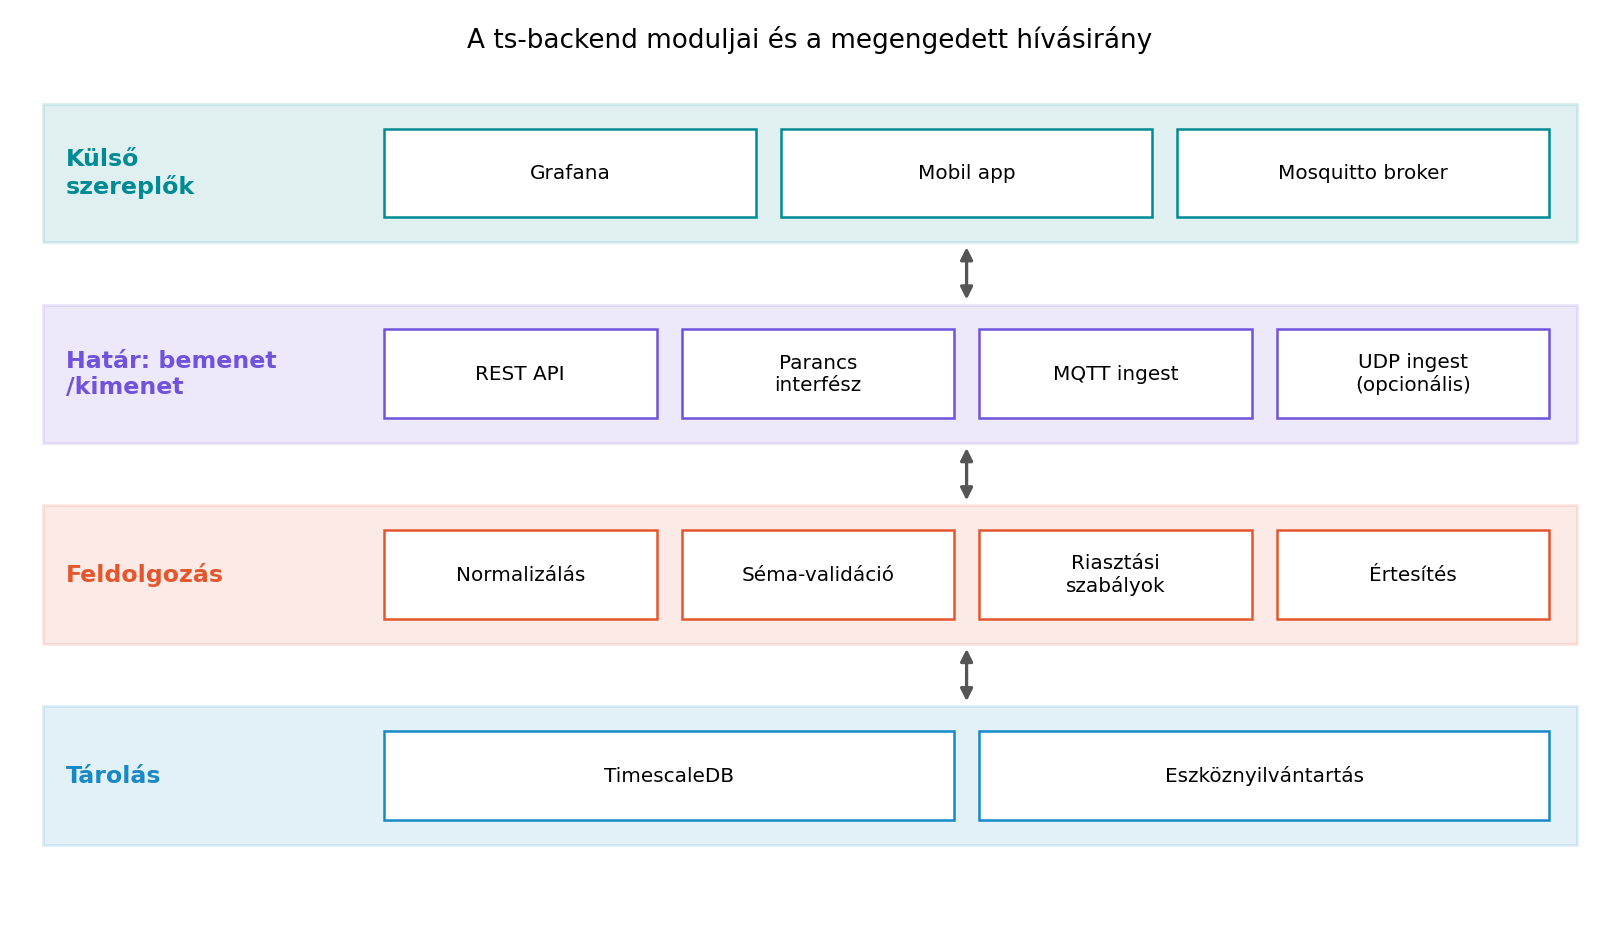 A ts-backend moduljai és a megengedett hívásirány
Külső
szereplők
Grafana
Mobil app
Mosquitto broker
Határ: bemenet
/kimenet
REST API
Parancs
interfész
MQTT ingest
UDP ingest
(opcionális)
Feldolgozás
Normalizálás
Séma-validáció
Riasztási
szabályok
Értesítés
Tárolás
TimescaleDB
Eszköznyilvántartás